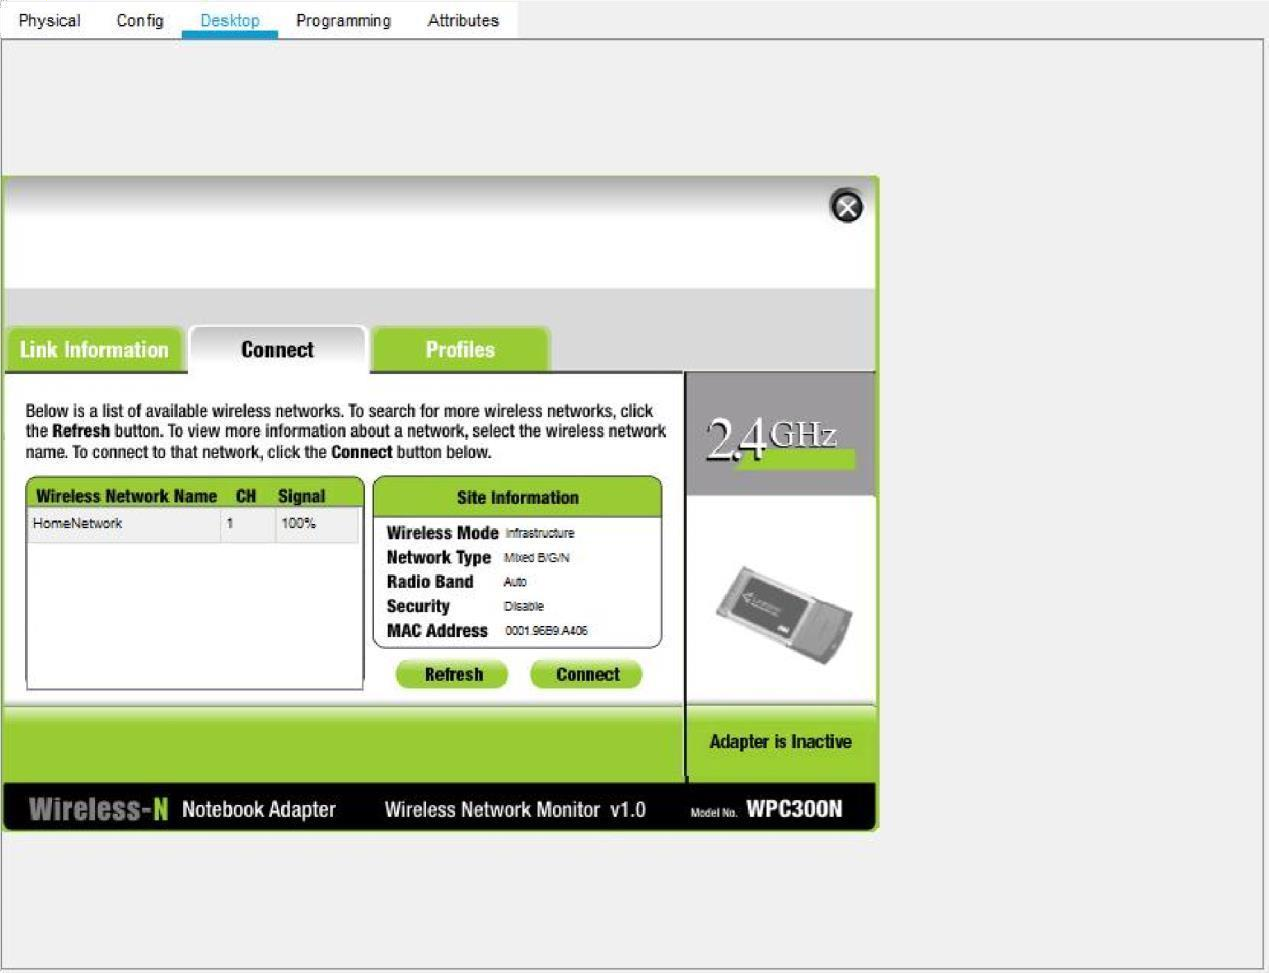 Physical Config Desktop Programming Attributes
Link Information Connect Profiles
Below is a list of available wireless networks. To search for more wireless networks, click
the Refresh button. To view more information about a network, select the wireless network
name. To connect to that network, click the Connect button below.
2.4GHz
Wireless Network Name CH Signal
HomeNetwork 1 100%
Site Information
Wireless Mode Infrastructure
Network Type Mixed B/G/N
Radio Band Auto
Security Disable
MAC Address 0001.96B9.A406
Refresh Connect
Adapter is Inactive
Wireless-N Notebook Adapter Wireless Network Monitor v1.0 Model No. WPC300N